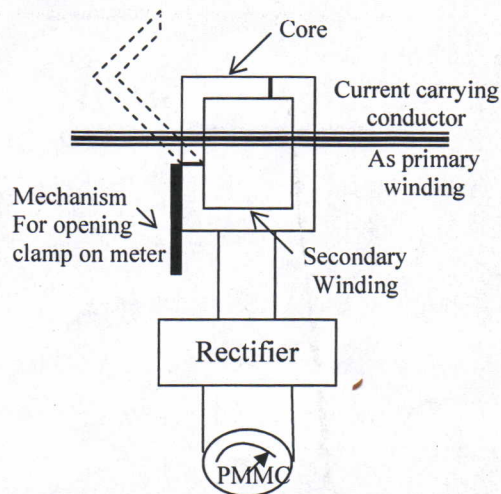 Core
Current carrying
conductor
As primary
winding
Mechanism
For opening
clamp on meter
Secondary
Winding
Rectifier
PMMC